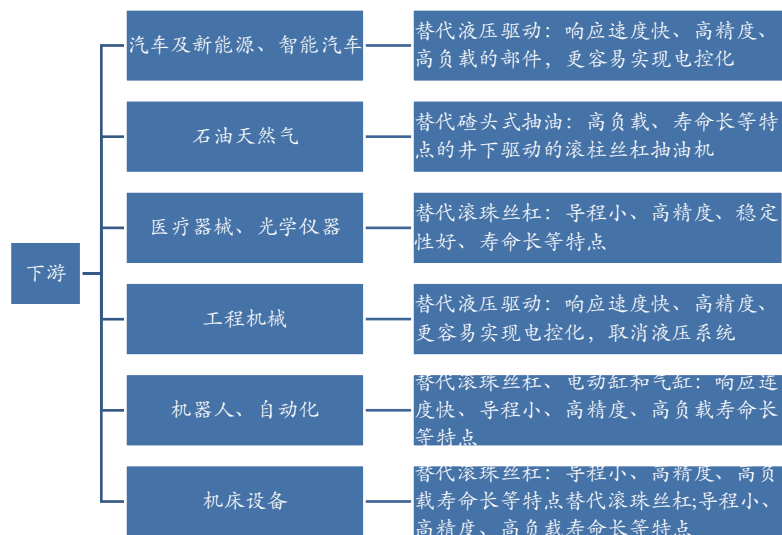 下游
汽车及新能源、智能汽车
替代液压驱动：响应速度快、高精度、
高负载的部件，更容易实现电控化
石油天然气
替代碴头式抽油：高负载、寿命长等特
点的井下驱动的滚柱丝杠抽油机
医疗器械、光学仪器
替代滚珠丝杠：导程小、高精度、稳定
性好、寿命长等特点
工程机械
替代液压驱动：响应速度快、高精度、
更容易实现电控化，取消液压系统
机器人、自动化
替代滚珠丝杠、电动缸和气缸：响应连
度快、导程小、高精度、高负载寿命长
等特点
机床设备
替代滚珠丝杠：导程小、高精度、高负
载寿命长等特点替代滚珠丝杠;导程小、
高精度、高负载寿命长等特点